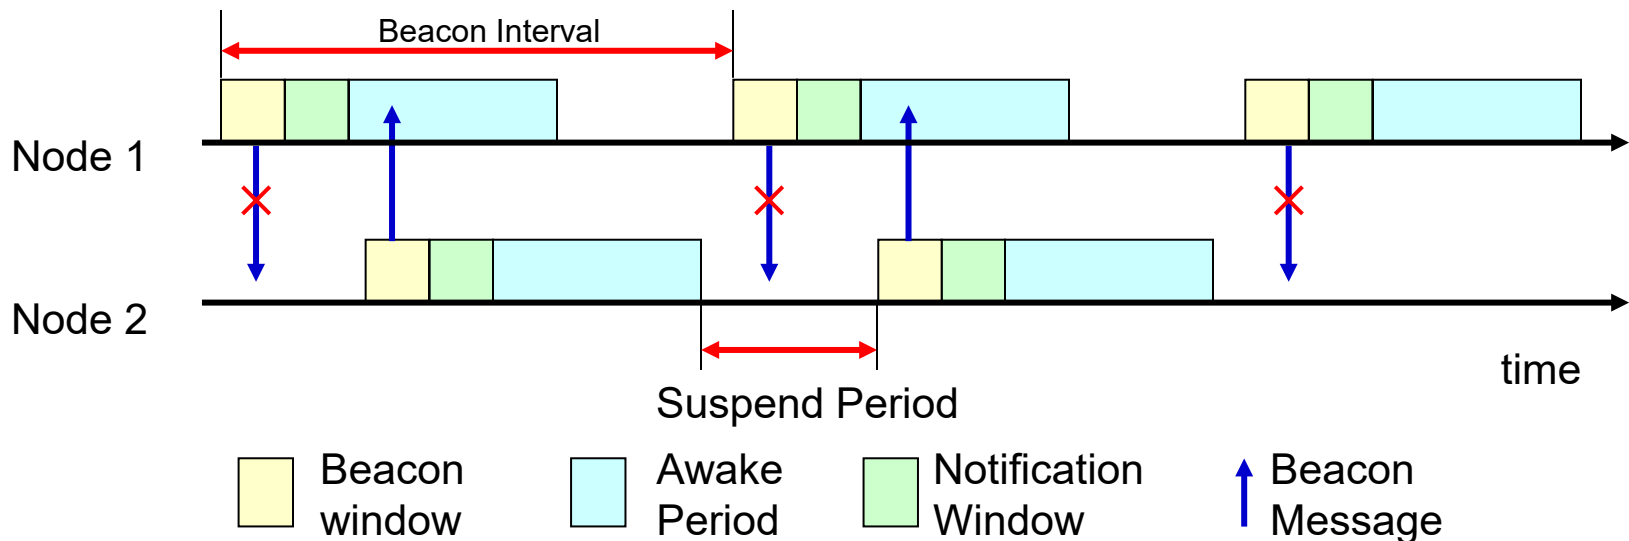 Beacon Interval
Node 1
Node 2
time
Suspend Period
Beacon
window
Awake
Period
Notification
Window
Beacon
Message